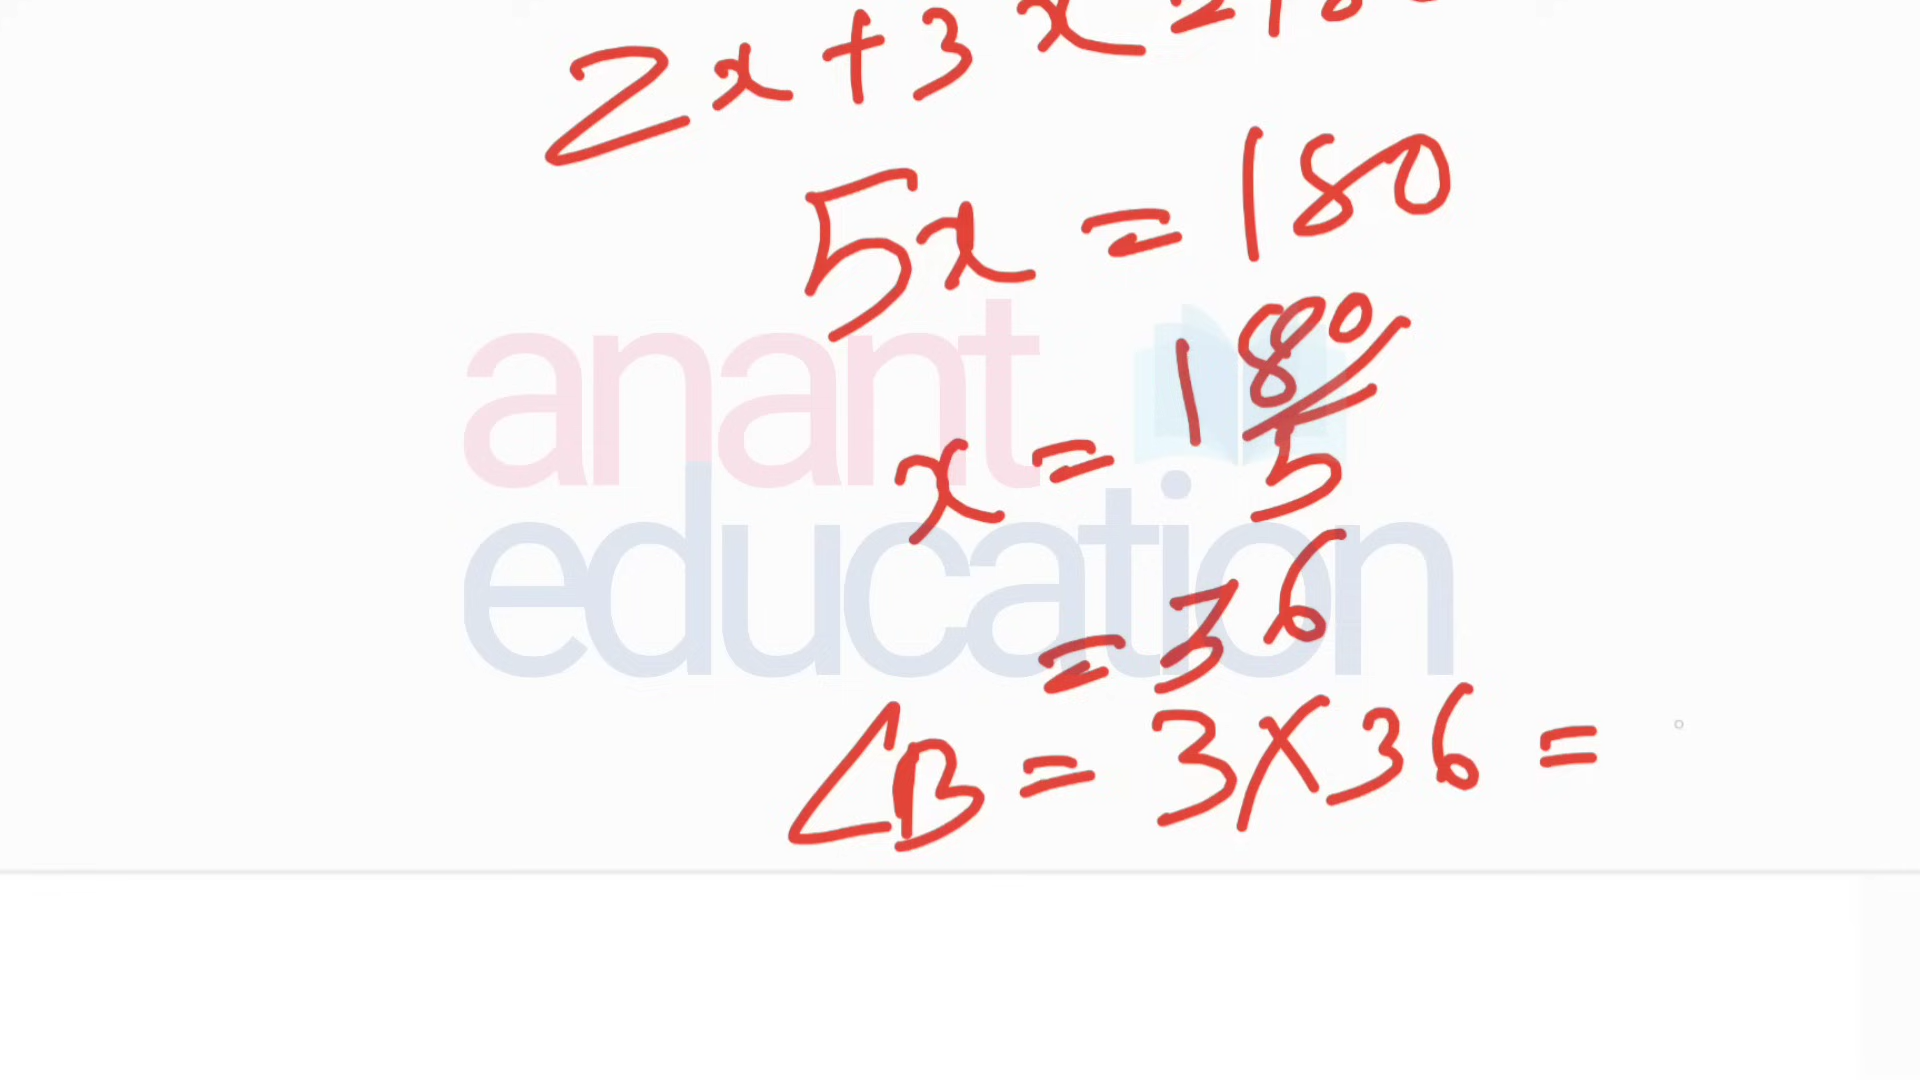 2x+3x=180
5x = 180
x = 180/5
= 36
∠B = 3×36 =
anant
education